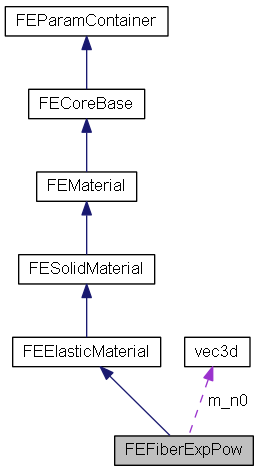 FEParamContainer
FECoreBase
FEMaterial
FESolidMaterial
FEElasticMaterial
vec3d
m_n0
FEFiberExpPow